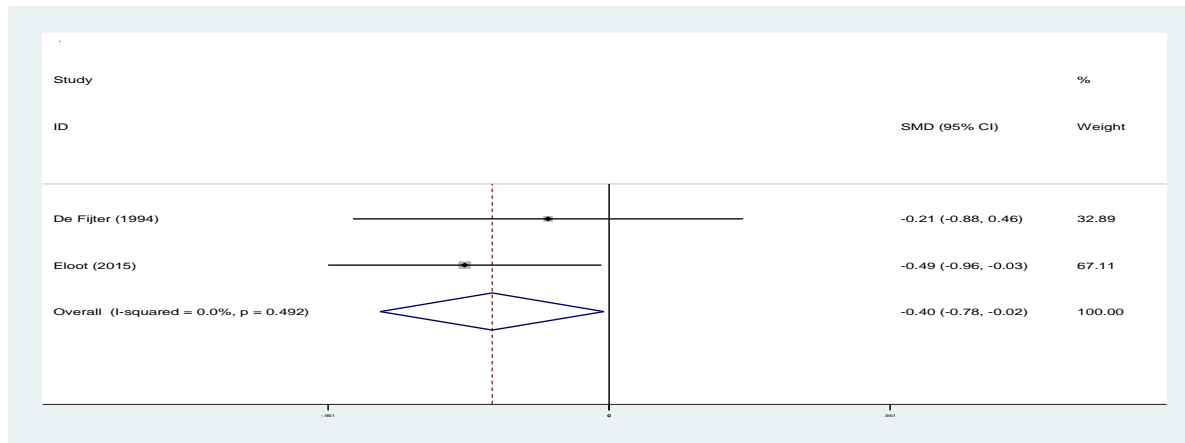 Study %
ID SMD (95% CI) Weight
De Fijter (1994) -0.21 (-0.88, 0.46) 32.89
Eloot (2015) -0.49 (-0.96, -0.03) 67.11
Overall (I-squared = 0.0%, p = 0.492) -0.40 (-0.78, -0.02) 100.00
-.961 0 .961